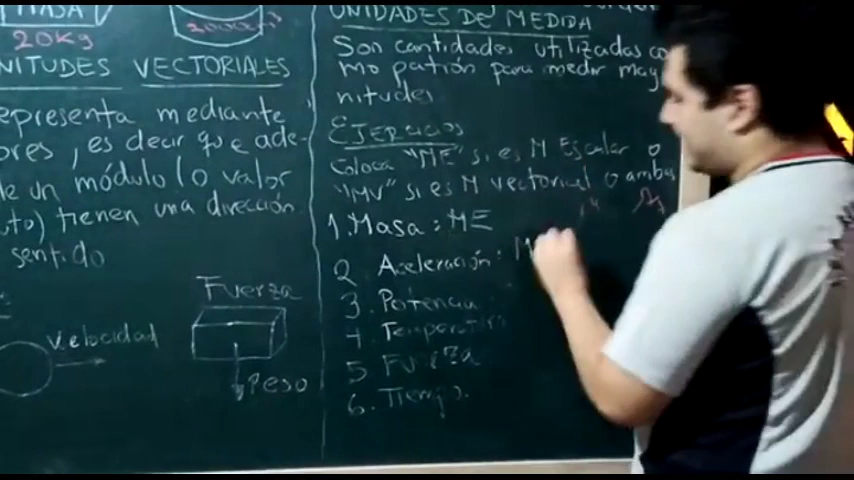 MASA
20Kg
NITUDES VECTORIALES
epresenta mediante
ores, es decir que ade-
de un módulo (o valor
uto) tienen una dirección
sentido
Velocidad
Fuerza
Peso
UNIDADES DE MEDIDA
Son cantidades utilizadas co
mo patrón para medir mag
nitudes
EJERCICIOS
Coloca "ME" si es M Escalar o
"MV" si es M vectorial o ambas
1. Masa: ME
2 Aceleración: M
3. Potencia:
4. Temperatura
5 Fuerza
6. Tiempo.